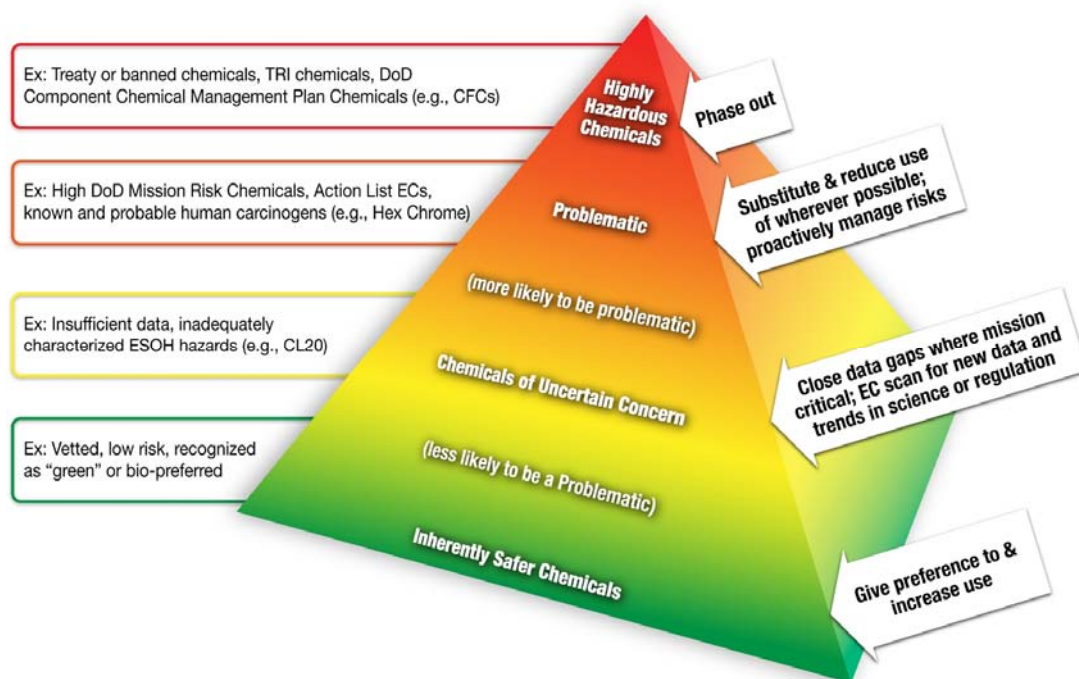 Ex: Treaty or banned chemicals, TRI chemicals, DoD
Component Chemical Management Plan Chemicals (e.g., CFCs)
Highly
Hazardous
Chemicals
Phase out
Ex: High DoD Mission Risk Chemicals, Action List ECs,
known and probable human carcinogens (e.g., Hex Chrome)
Problematic
Substitute & reduce use
of wherever possible;
proactively manage risks
(more likely to be problematic)
Ex: Insufficient data, inadequately
characterized ESOH hazards (e.g., CL20)
Chemicals of Uncertain Concern
Close data gaps where mission
critical; EC scan for new data and
trends in science or regulation
Ex: Vetted, low risk, recognized
as “green” or bio-preferred
(less likely to be a Problematic)
Inherently Safer Chemicals
Give preference to &
increase use